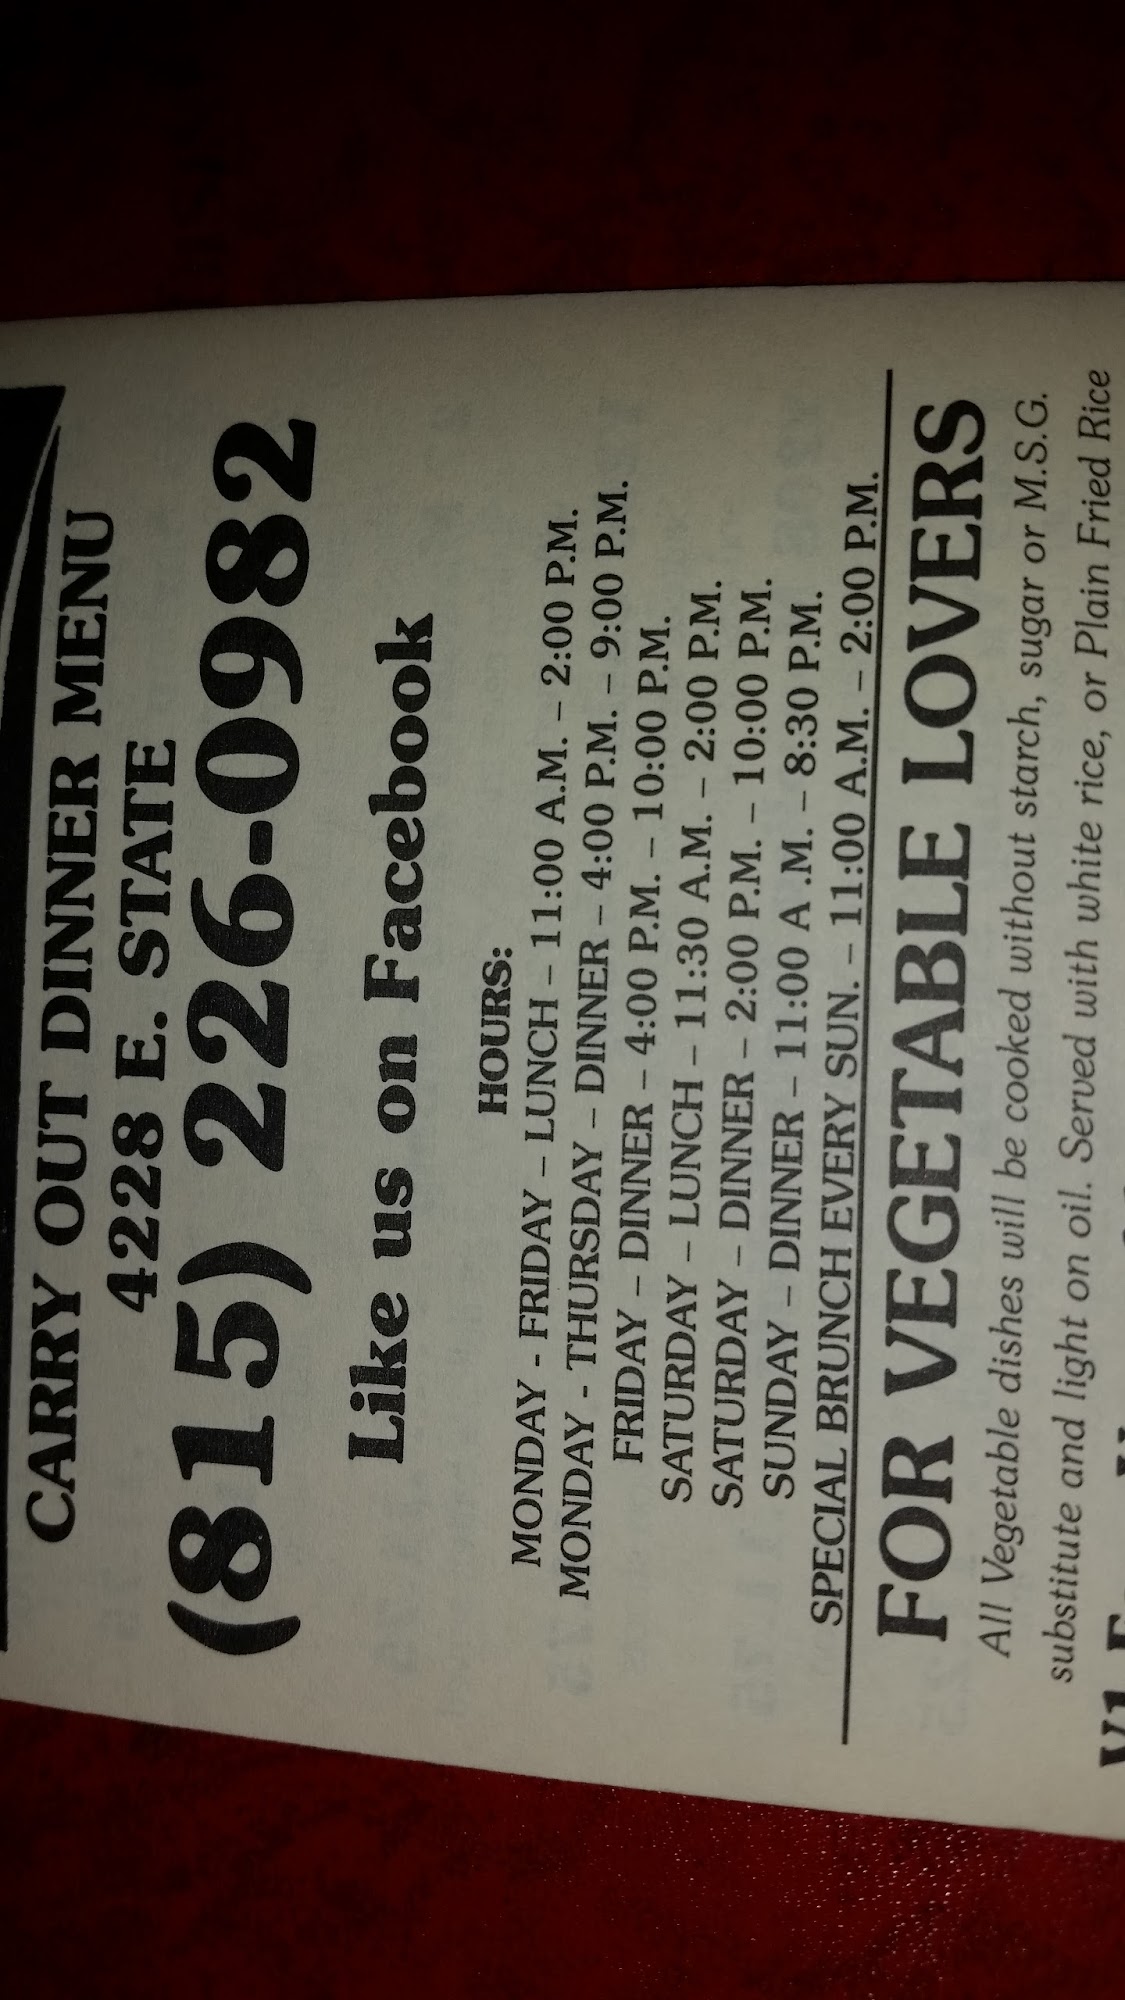 CARRY OUT DINNER MENU
4228 E. STATE
(815) 226-0982
Like us on Facebook
HOURS:
MONDAY - FRIDAY – LUNCH – 11:00 A.M. – 2:00 P.M.
MONDAY - THURSDAY – DINNER – 4:00 P.M. – 9:00 P.M.
FRIDAY – DINNER – 4:00 P.M. – 10:00 P.M.
SATURDAY – LUNCH – 11:30 A.M. – 2:00 P.M.
SATURDAY – DINNER – 2:00 P.M. – 10:00 P.M.
SUNDAY – DINNER – 11:00 A .M. – 8:30 P.M.
SPECIAL BRUNCH EVERY SUN. – 11:00 A.M. – 2:00 P.M.
FOR VEGETABLE LOVERS
All Vegetable dishes will be cooked without starch, sugar or M.S.G.
substitute and light on oil. Served with white rice, or Plain Fried Rice